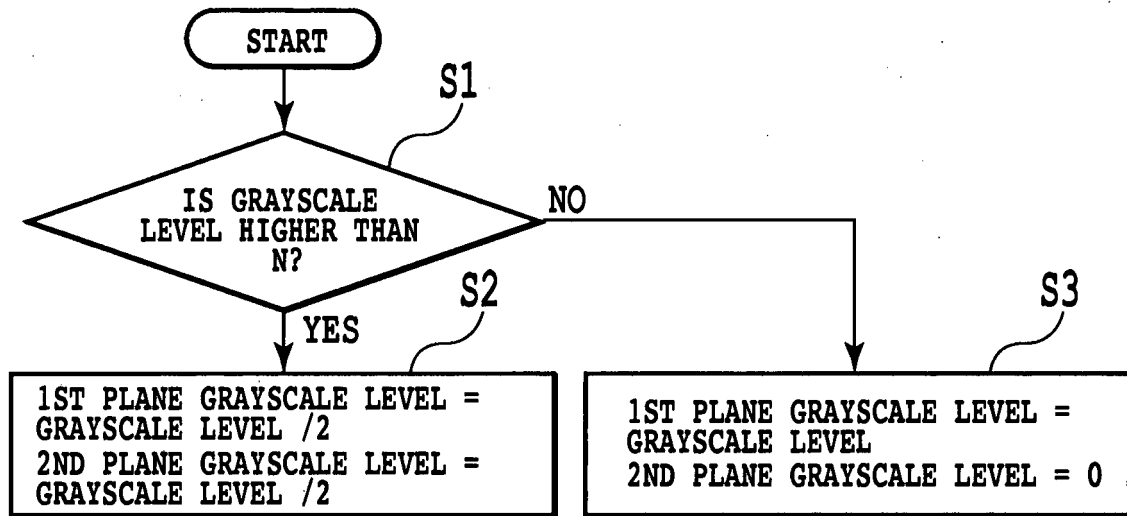 START
S1
IS GRAYSCALE
LEVEL HIGHER THAN
N?
NO
YES
S2
1ST PLANE GRAYSCALE LEVEL =
GRAYSCALE LEVEL /2
2ND PLANE GRAYSCALE LEVEL =
GRAYSCALE LEVEL /2
S3
1ST PLANE GRAYSCALE LEVEL =
GRAYSCALE LEVEL
2ND PLANE GRAYSCALE LEVEL = 0